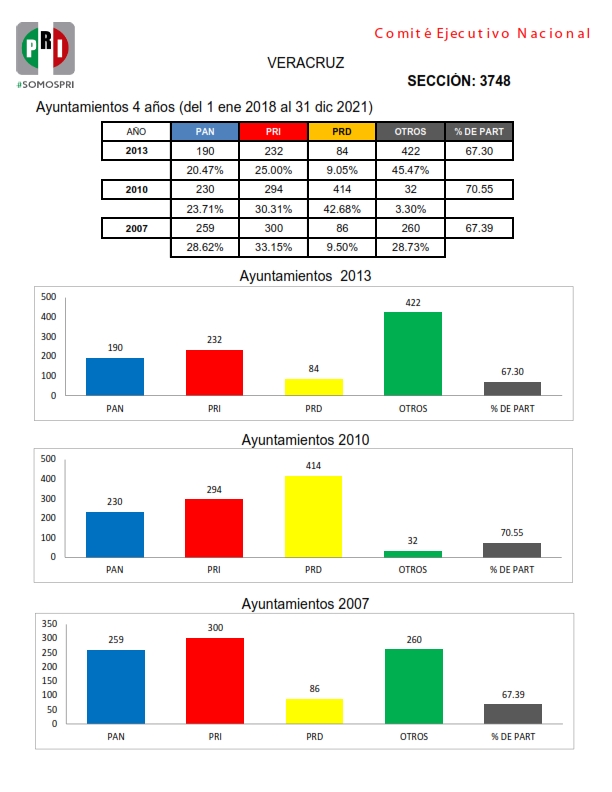 Comité Ejecutivo Nacional
PRI
#SOMOSPRI
VERACRUZ
SECCIÓN: 3748
Ayuntamientos 4 años (del 1 ene 2018 al 31 dic 2021)
AÑO PAN PRI PRD OTROS % DE PART
2013 190 232 84 422 67.30
20.47% 25.00% 9.05% 45.47%
2010 230 294 414 32 70.55
23.71% 30.31% 42.68% 3.30%
2007 259 300 86 260 67.39
28.62% 33.15% 9.50% 28.73%
Ayuntamientos 2013
500
400
300
200
100
0
190 232 84 422 67.30
PAN PRI PRD OTROS % DE PART
Ayuntamientos 2010
500
400
300
200
100
0
230 294 414 32 70.55
PAN PRI PRD OTROS % DE PART
Ayuntamientos 2007
350
300
250
200
150
100
50
0
259 300 86 260 67.39
PAN PRI PRD OTROS % DE PART